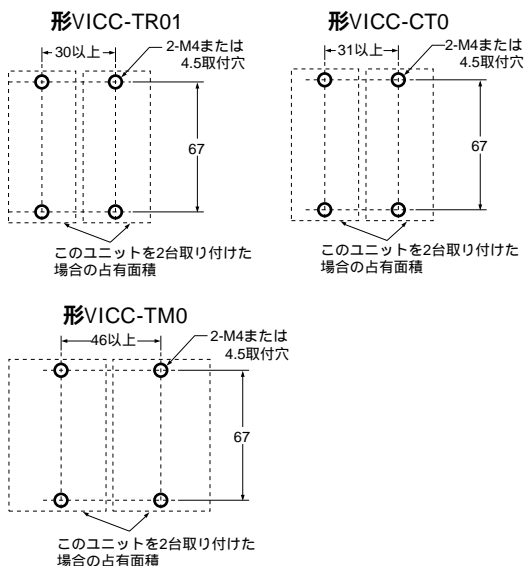 形VICC-TR01
30以上
2-M4または
4.5取付穴
67
このユニットを2台取り付けた
場合の占有面積
形VICC-CT0
31以上
2-M4または
4.5取付穴
67
このユニットを2台取り付けた
場合の占有面積
形VICC-TM0
46以上
2-M4または
4.5取付穴
67
このユニットを2台取り付けた
場合の占有面積